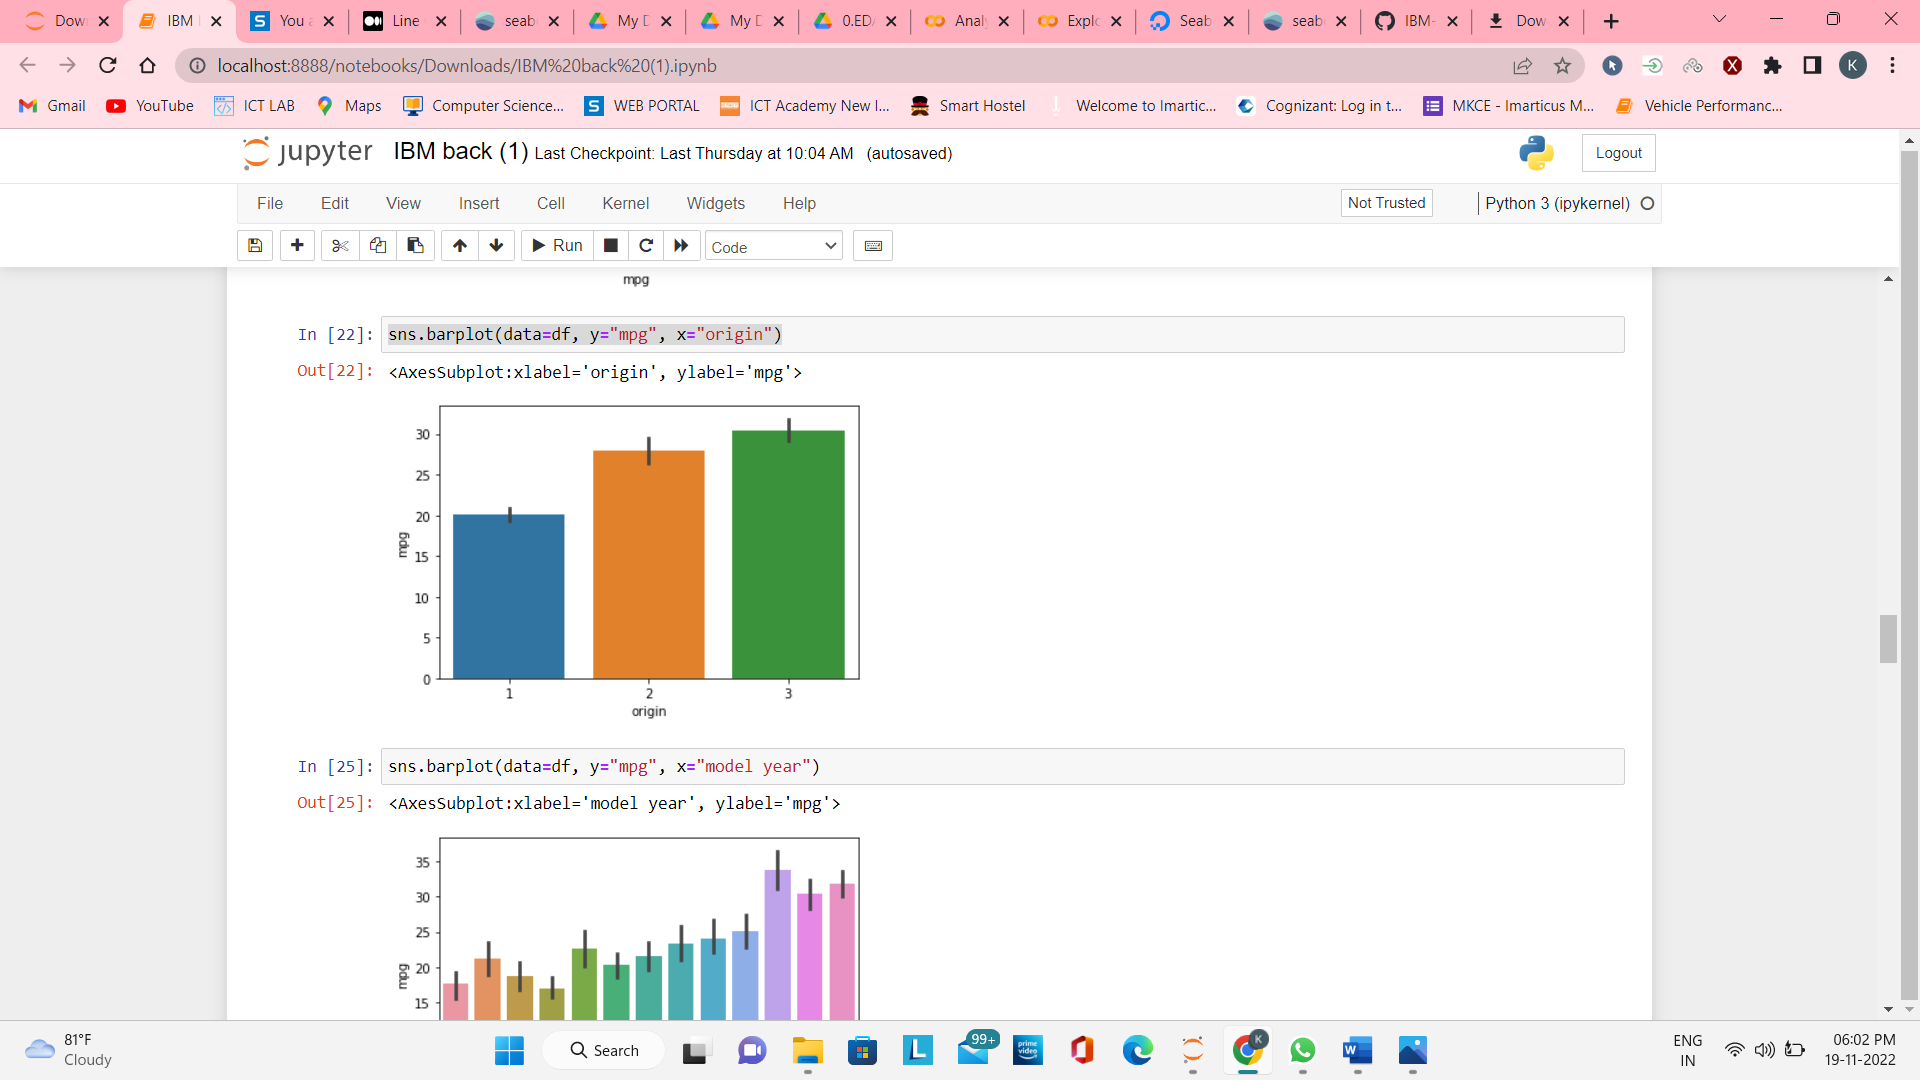 Dow
IBM
You a
Line
seab
My D
My D
0.ED
Analy
Explo
Seab
seab
IBM-
Dow
localhost:8888/notebooks/Downloads/IBM%20back%20(1).ipynb
K
Gmail
YouTube
ICT LAB
Maps
Computer Science...
WEB PORTAL
ICT Academy New I...
Smart Hostel
Welcome to Imartic...
Cognizant: Log in t...
MKCE - Imarticus M...
Vehicle Performanc...
jupyter IBM back (1) Last Checkpoint: Last Thursday at 10:04 AM (autosaved)
Logout
File Edit View Insert Cell Kernel Widgets Help
Not Trusted
Python 3 (ipykernel)
Run
Code
mpg
In [22]: sns.barplot(data=df, y="mpg", x="origin")
Out[22]: <AxesSubplot:xlabel='origin', ylabel='mpg'>
30
25
20
15
10
5
0
mpg
1 2 3
origin
In [25]: sns.barplot(data=df, y="mpg", x="model year")
Out[25]: <AxesSubplot:xlabel='model year', ylabel='mpg'>
35
30
25
20
15
mpg
81°F
Cloudy
Search
99+
prime video
K
ENG
IN
06:02 PM
19-11-2022